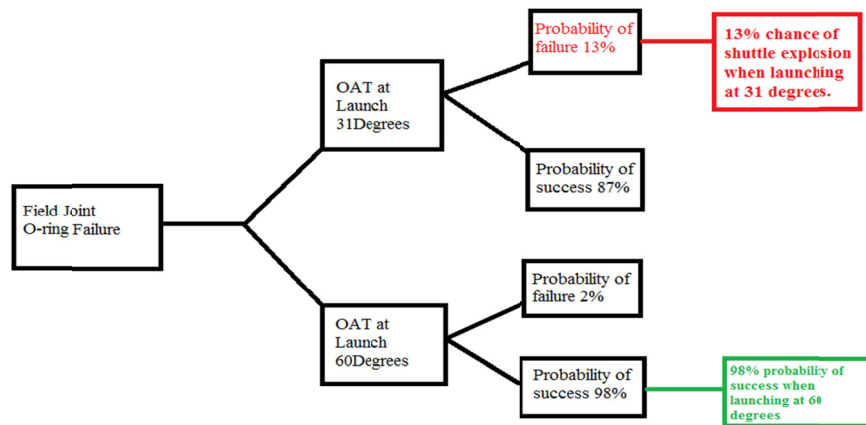 Field Joint
O-ring Failure
OAT at
Launch
31Degrees
Probability of
failure 13%
13% chance of
shuttle explosion
when launching
at 31 degrees.
Probability of
success 87%
OAT at
Launch
60Degrees
Probability of
failure 2%
Probability of
success 98%
98% probability of
success when
launching at 60
degrees